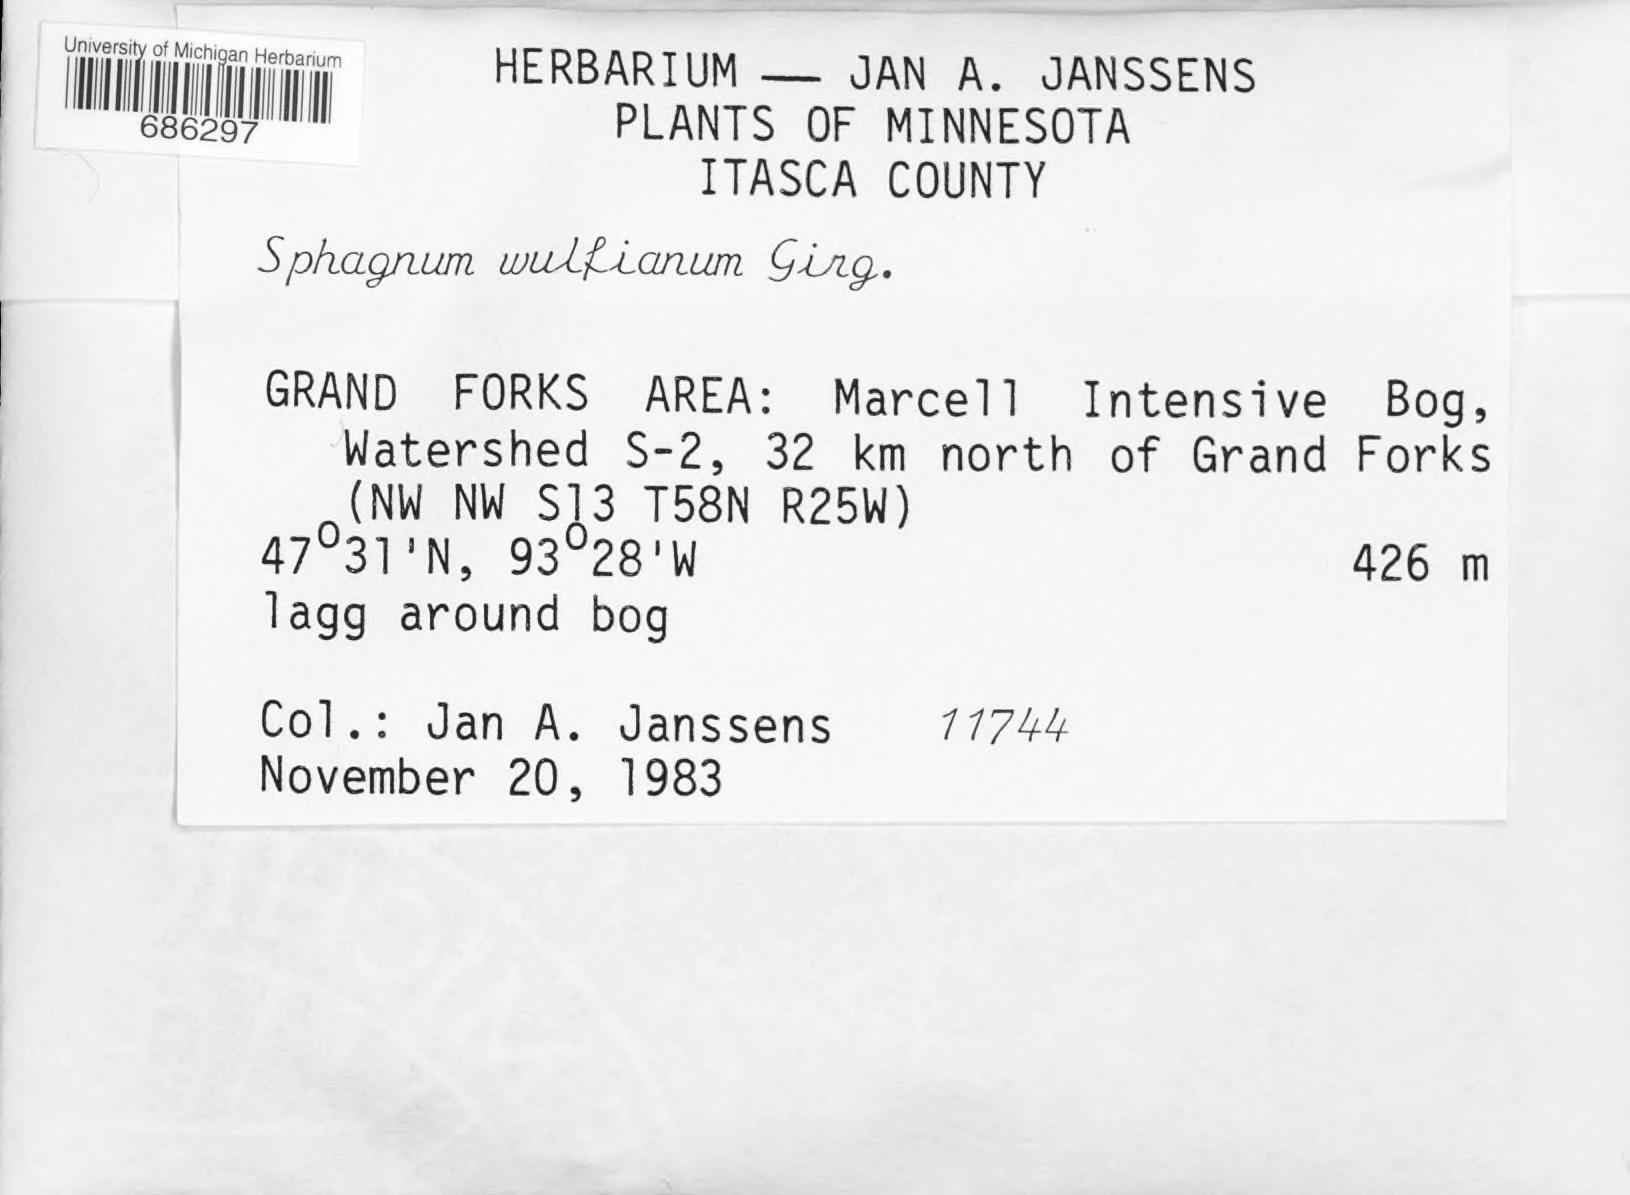 University of Michigan Herbarium
686297
HERBARIUM — JAN A. JANSSENS
PLANTS OF MINNESOTA
ITASCA COUNTY
Sphagnum wulfianum Girg.
GRAND FORKS AREA: Marcell Intensive Bog,
Watershed S-2, 32 km north of Grand Forks
(NW NW S13 T58N R25W)
47°31'N, 93°28'W 426 m
lagg around bog
Col.: Jan A. Janssens 11744
November 20, 1983